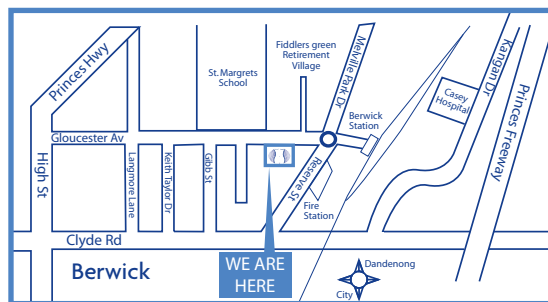 Princes Hwy
St. Margrets
School
Fiddlers green
Retirement
Village
Melville Park Dr
Kangan Dr
Casey
Hospital
Princes Freeway
Berwick
Station
Gloucester Av
High St
Langmore Lane
Keith Taylor Dr
Gibb St
Reserve St
Fire
Station
Clyde Rd
Berwick
WE ARE
HERE
Dandenong
City